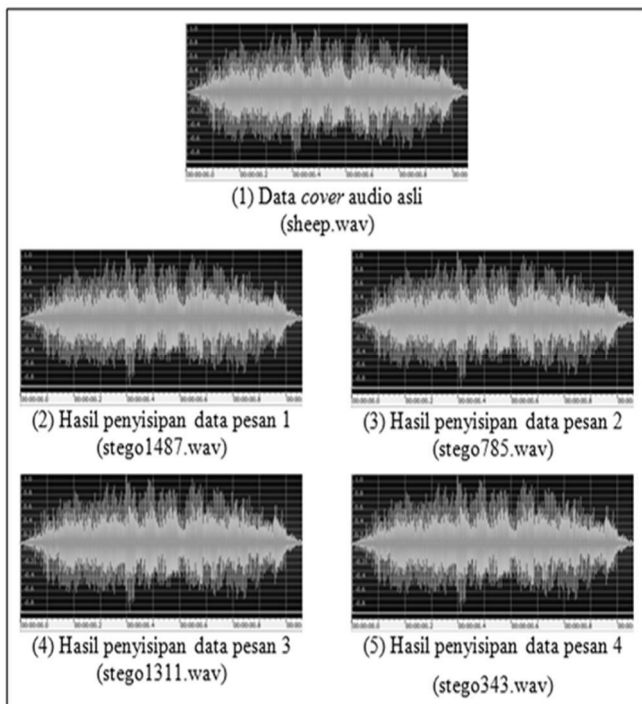 (1) Data cover audio asli
(sheep.wav)
(2) Hasil penyisipan data pesan 1
(stego1487.wav)
(3) Hasil penyisipan data pesan 2
(stego785.wav)
(4) Hasil penyisipan data pesan 3
(stego1311.wav)
(5) Hasil penyisipan data pesan 4
(stego343.wav)